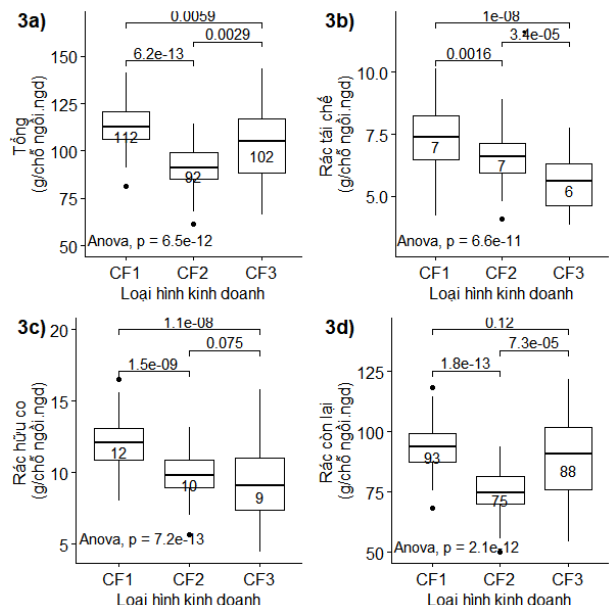 3a)
0.0059
6.2e-13
0.0029
Tổng
(g/chỗ ngồi.ngd)
125
100
75
50
112
92
102
Anova, p = 6.5e-12
CF1
CF2
CF3
Loại hình kinh doanh
3b)
1e-08
3.4e-05
0.0016
Rác tái chế
(g/chỗ ngồi.ngd)
10.0
7.5
5.0
7
7
6
Anova, p = 6.6e-11
CF1
CF2
CF3
Loại hình kinh doanh
3c)
1.1e-08
1.5e-09
0.075
Rác hữu co
(g/chỗ ngồi.ngd)
20
15
10
5
12
10
9
Anova, p = 7.2e-13
CF1
CF2
CF3
Loại hình kinh doanh
3d)
0.12
7.3e-05
1.8e-13
Rác còn lại
(g/chỗ ngồi.ngd)
125
100
75
50
93
75
88
Anova, p = 2.1e-12
CF1
CF2
CF3
Loại hình kinh doanh